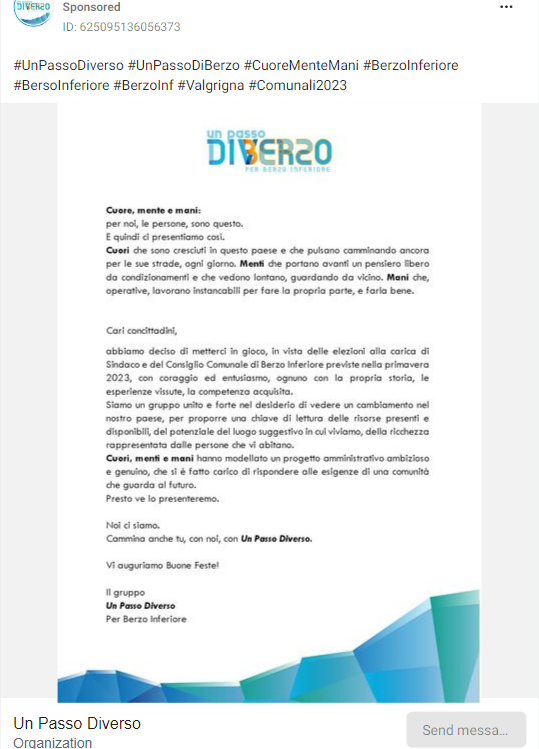 DIVERSO
Sponsored
ID: 625095136056373
#UnPassoDiverso #UnPassoDiBerzo #CuoreMenteMani #BerzoInferiore
#BersoInferiore #BerzoInf #Valgrigna #Comunali2023
un passo
DIVERSO
PER BERZO INFERIORE
Cuore, mente e mani:
per noi, le persone, sono questo.
E quindi ci presentiamo così.
Cuori che sono cresciuti in questo paese e che pulsano camminando ancora
per le sue strade, ogni giorno. Menti che portano avanti un pensiero libero
da condizionamenti e che vedono lontano, guardando da vicino. Mani che,
operative, lavorano instancabili per fare la propria parte, e farla bene.
Cari concittadini,
abbiamo deciso di metterci in gioco, in vista delle elezioni alla carica di
Sindaco e del Consiglio Comunale di Berzo Inferiore previste nella primavera
2023, con coraggio ed entusiasmo, ognuno con la propria storia, le
esperienze vissute, la competenza acquisita.
Siamo un gruppo unito e forte nel desiderio di vedere un cambiamento nel
nostro paese, per proporre una chiave di lettura delle risorse presenti e
disponibili, del potenziale del luogo suggestivo in cui viviamo, della ricchezza
rappresentata dalle persone che vi abitano.
Cuori, menti e mani hanno modellato un progetto amministrativo ambizioso
e genuino, che si è fatto carico di rispondere alle esigenze di una comunità
che guarda al futuro.
Presto ve lo presenteremo.
Noi ci siamo.
Cammina anche tu, con noi, con Un Passo Diverso.
Vi auguriamo Buone Feste!
Il gruppo
Un Passo Diverso
Per Berzo Inferiore
Un Passo Diverso
Organization
Send messa...